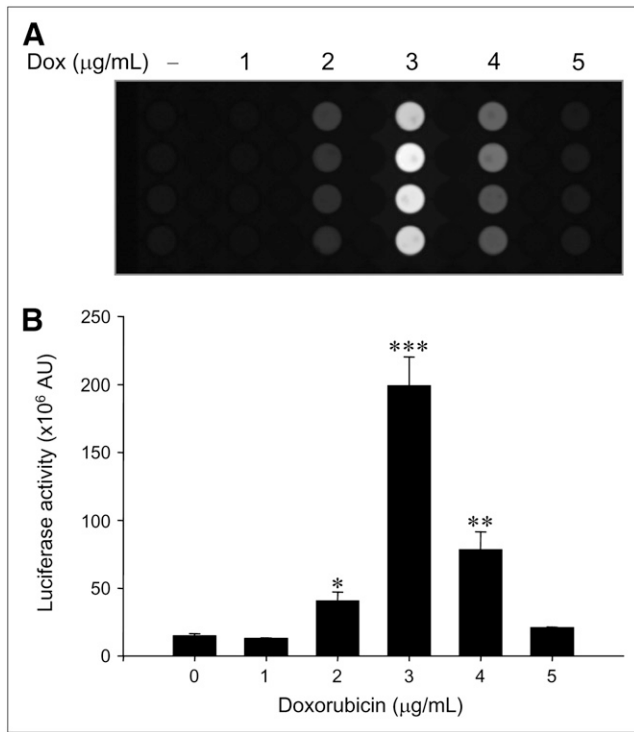 A
Dox (μg/mL) – 1 2 3 4 5
B
Luciferase activity (x10⁶ AU)
250
200
150
100
50
0
*
***
**
0 1 2 3 4 5
Doxorubicin (μg/mL)